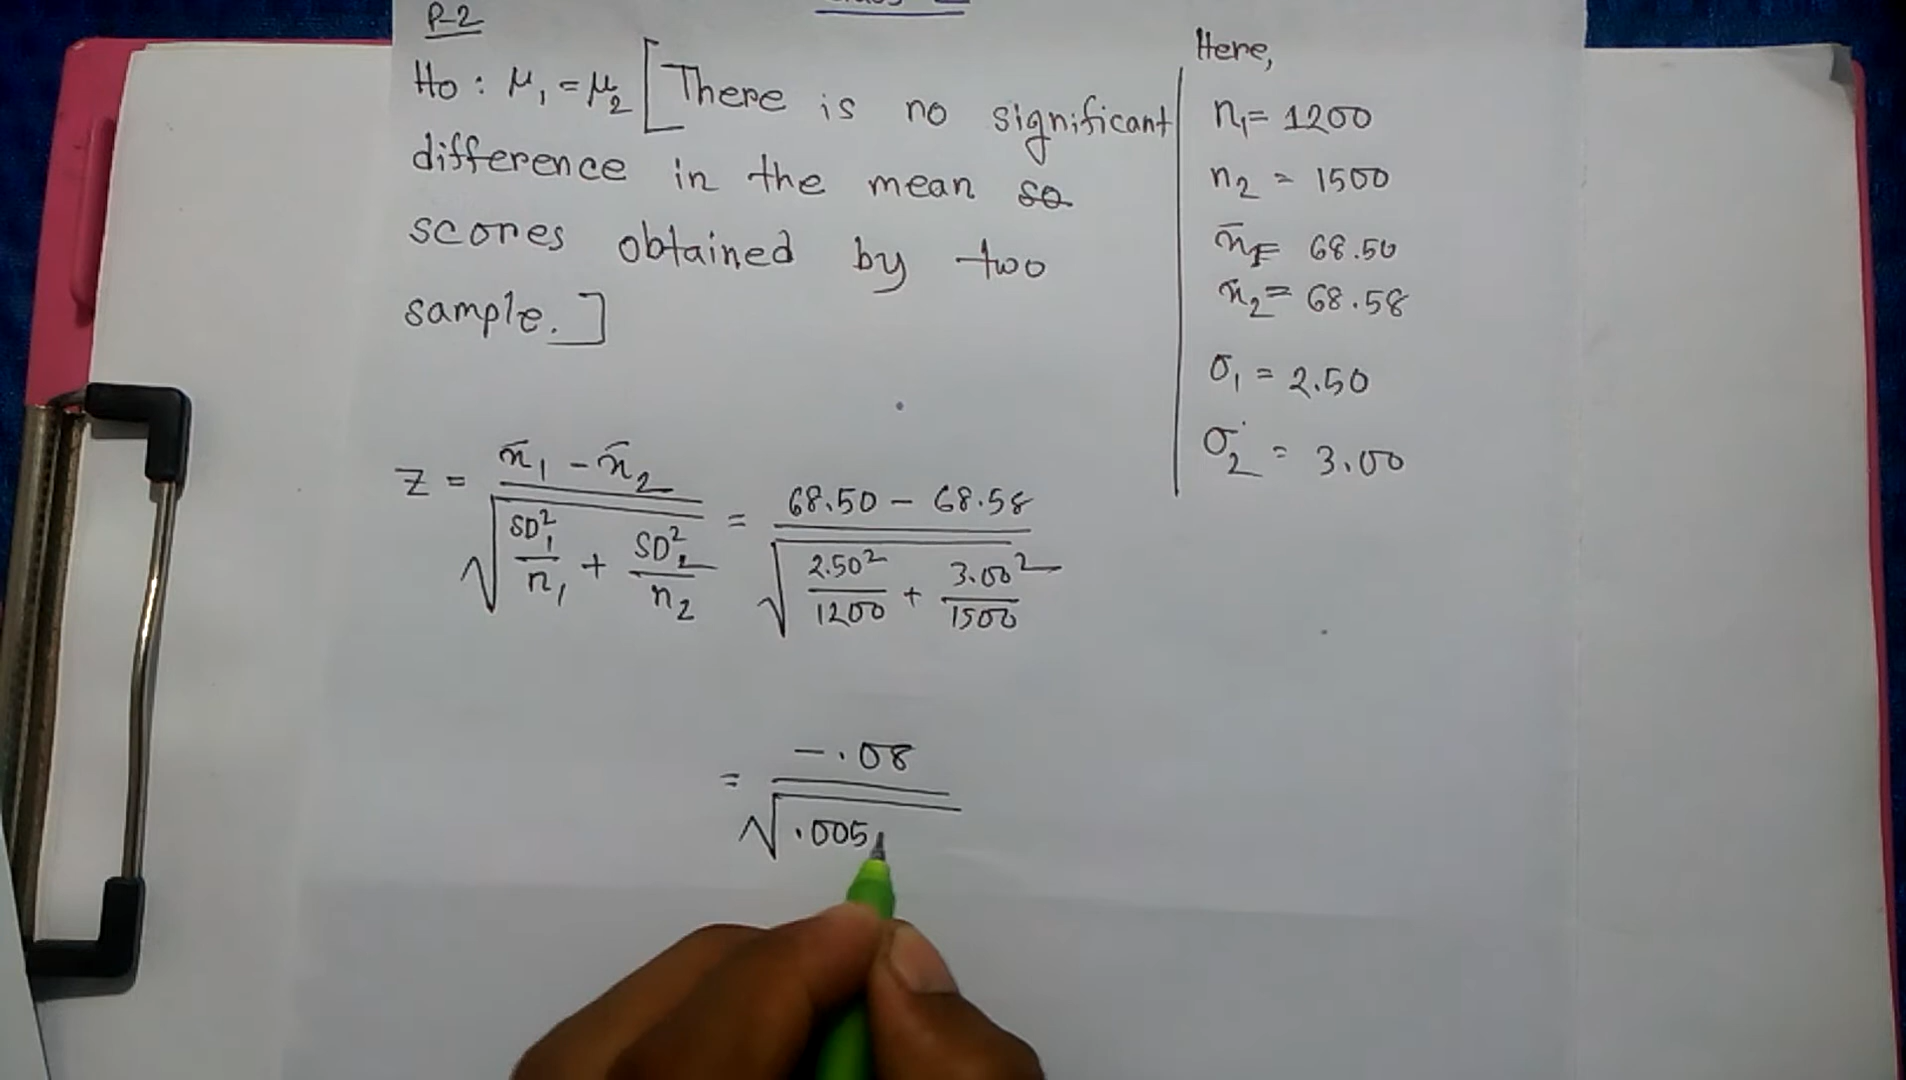 P-2
Ho : μ₁ = μ₂ [There is no significant
difference in the mean so
scores obtained by two
sample.]
Here,
n₁ = 1200
n₂ = 1500
x̄₁ = 68.50
x̄₂ = 68.58
σ₁ = 2.50
σ₂ = 3.00
Z = x̄₁ - x̄₂ / √(SD₁²/n₁ + SD₂²/n₂) = 68.50 - 68.58 / √(2.50²/1200 + 3.00²/1500)
= -.08 / √.005